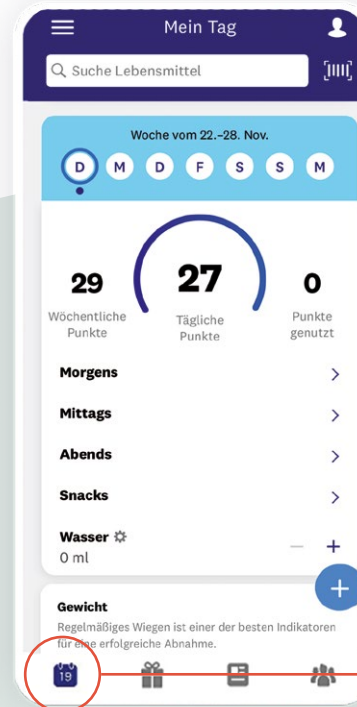 Mein Tag
Suche Lebensmittel
Woche vom 22.–28. Nov.
D M D F S S M
29 27 0
Wöchentliche Punkte
Tägliche Punkte
Punkte genutzt
Morgens
Mittags
Abends
Snacks
Wasser
0 ml
Gewicht
Regelmäßiges Wiegen ist einer der besten Indikatoren
für eine erfolgreiche Abnahme.
19